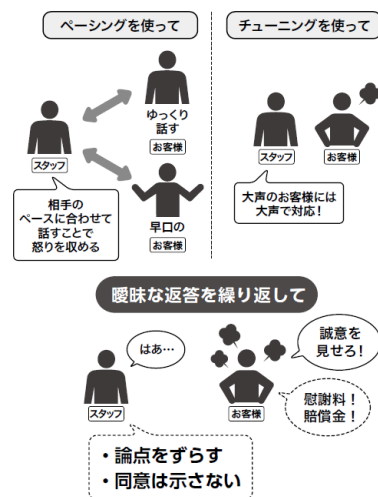 ペーシングを使って
チューニングを使って
ゆっくり
話す
お客様
スタッフ
相手の
ペースに合わせて
話すことで
怒りを収める
早口の
お客様
スタッフ
お客様
大声のお客様には
大声で対応!
曖昧な返答を繰り返して
はあ…
誠意を
見せろ!
慰謝料!
賠償金!
スタッフ
お客様
・論点をずらす
・同意は示さない